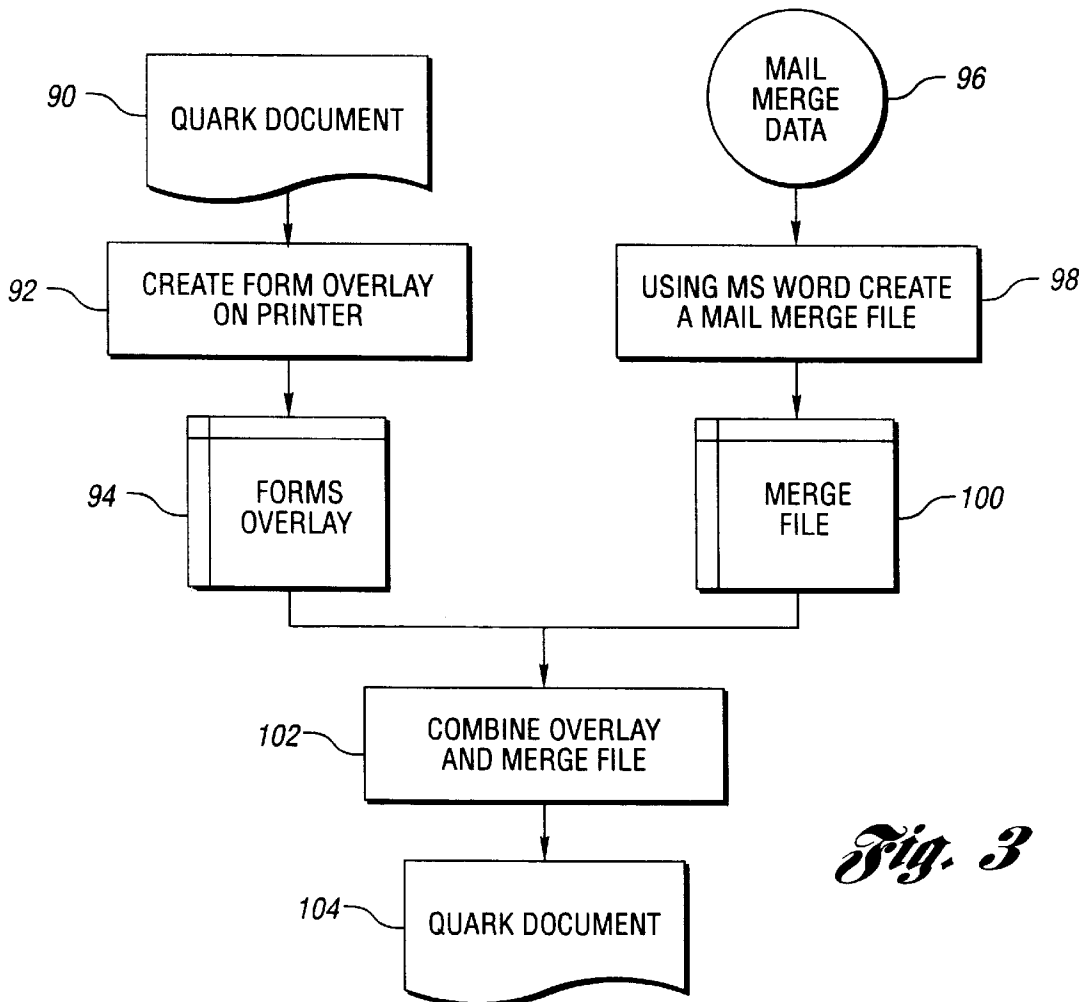 90
QUARK DOCUMENT
MAIL
MERGE
DATA
96
92
CREATE FORM OVERLAY
ON PRINTER
USING MS WORD CREATE
A MAIL MERGE FILE
98
94
FORMS
OVERLAY
MERGE
FILE
100
102
COMBINE OVERLAY
AND MERGE FILE
104
QUARK DOCUMENT
Fig. 3